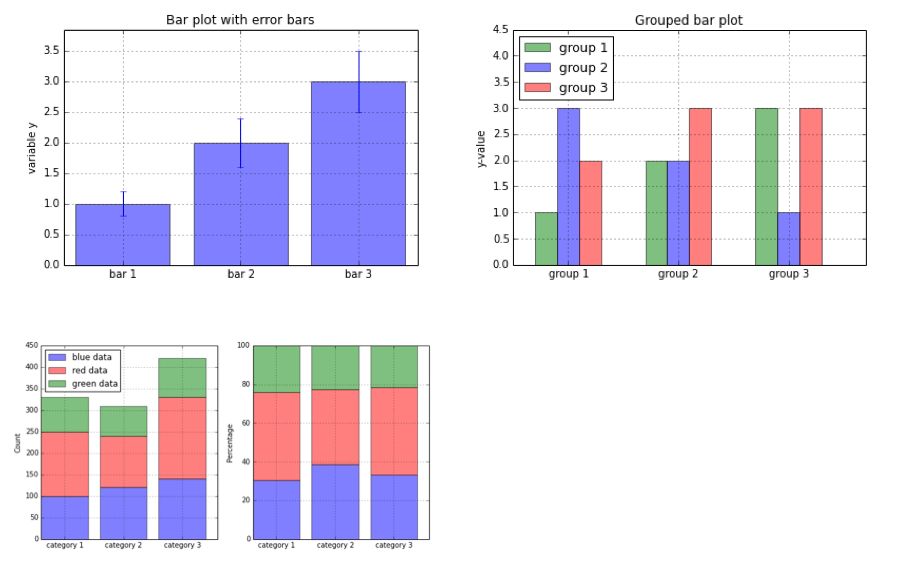 Bar plot with error bars
variable y
3.5
3.0
2.5
2.0
1.5
1.0
0.5
0.0
bar 1 bar 2 bar 3
Grouped bar plot
y-value
4.5
4.0
3.5
3.0
2.5
2.0
1.5
1.0
0.5
0.0
group 1
group 2
group 3
group 1 group 2 group 3
Count
450
400
350
300
250
200
150
100
50
0
blue data
red data
green data
category 1 category 2 category 3
Percentage
100
80
60
40
20
0
category 1 category 2 category 3